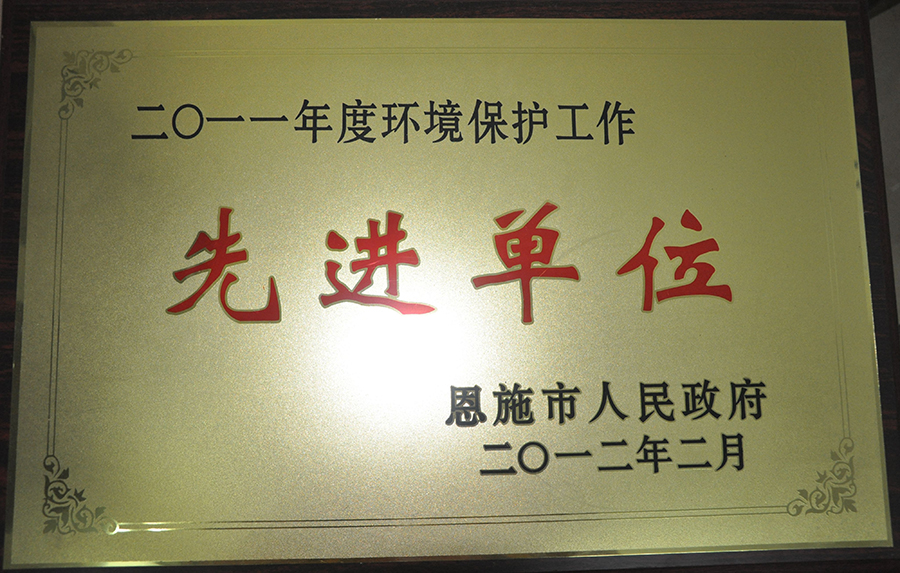 二〇一一年度环境保护工作
先进单位
恩施市人民政府
二〇一二年二月